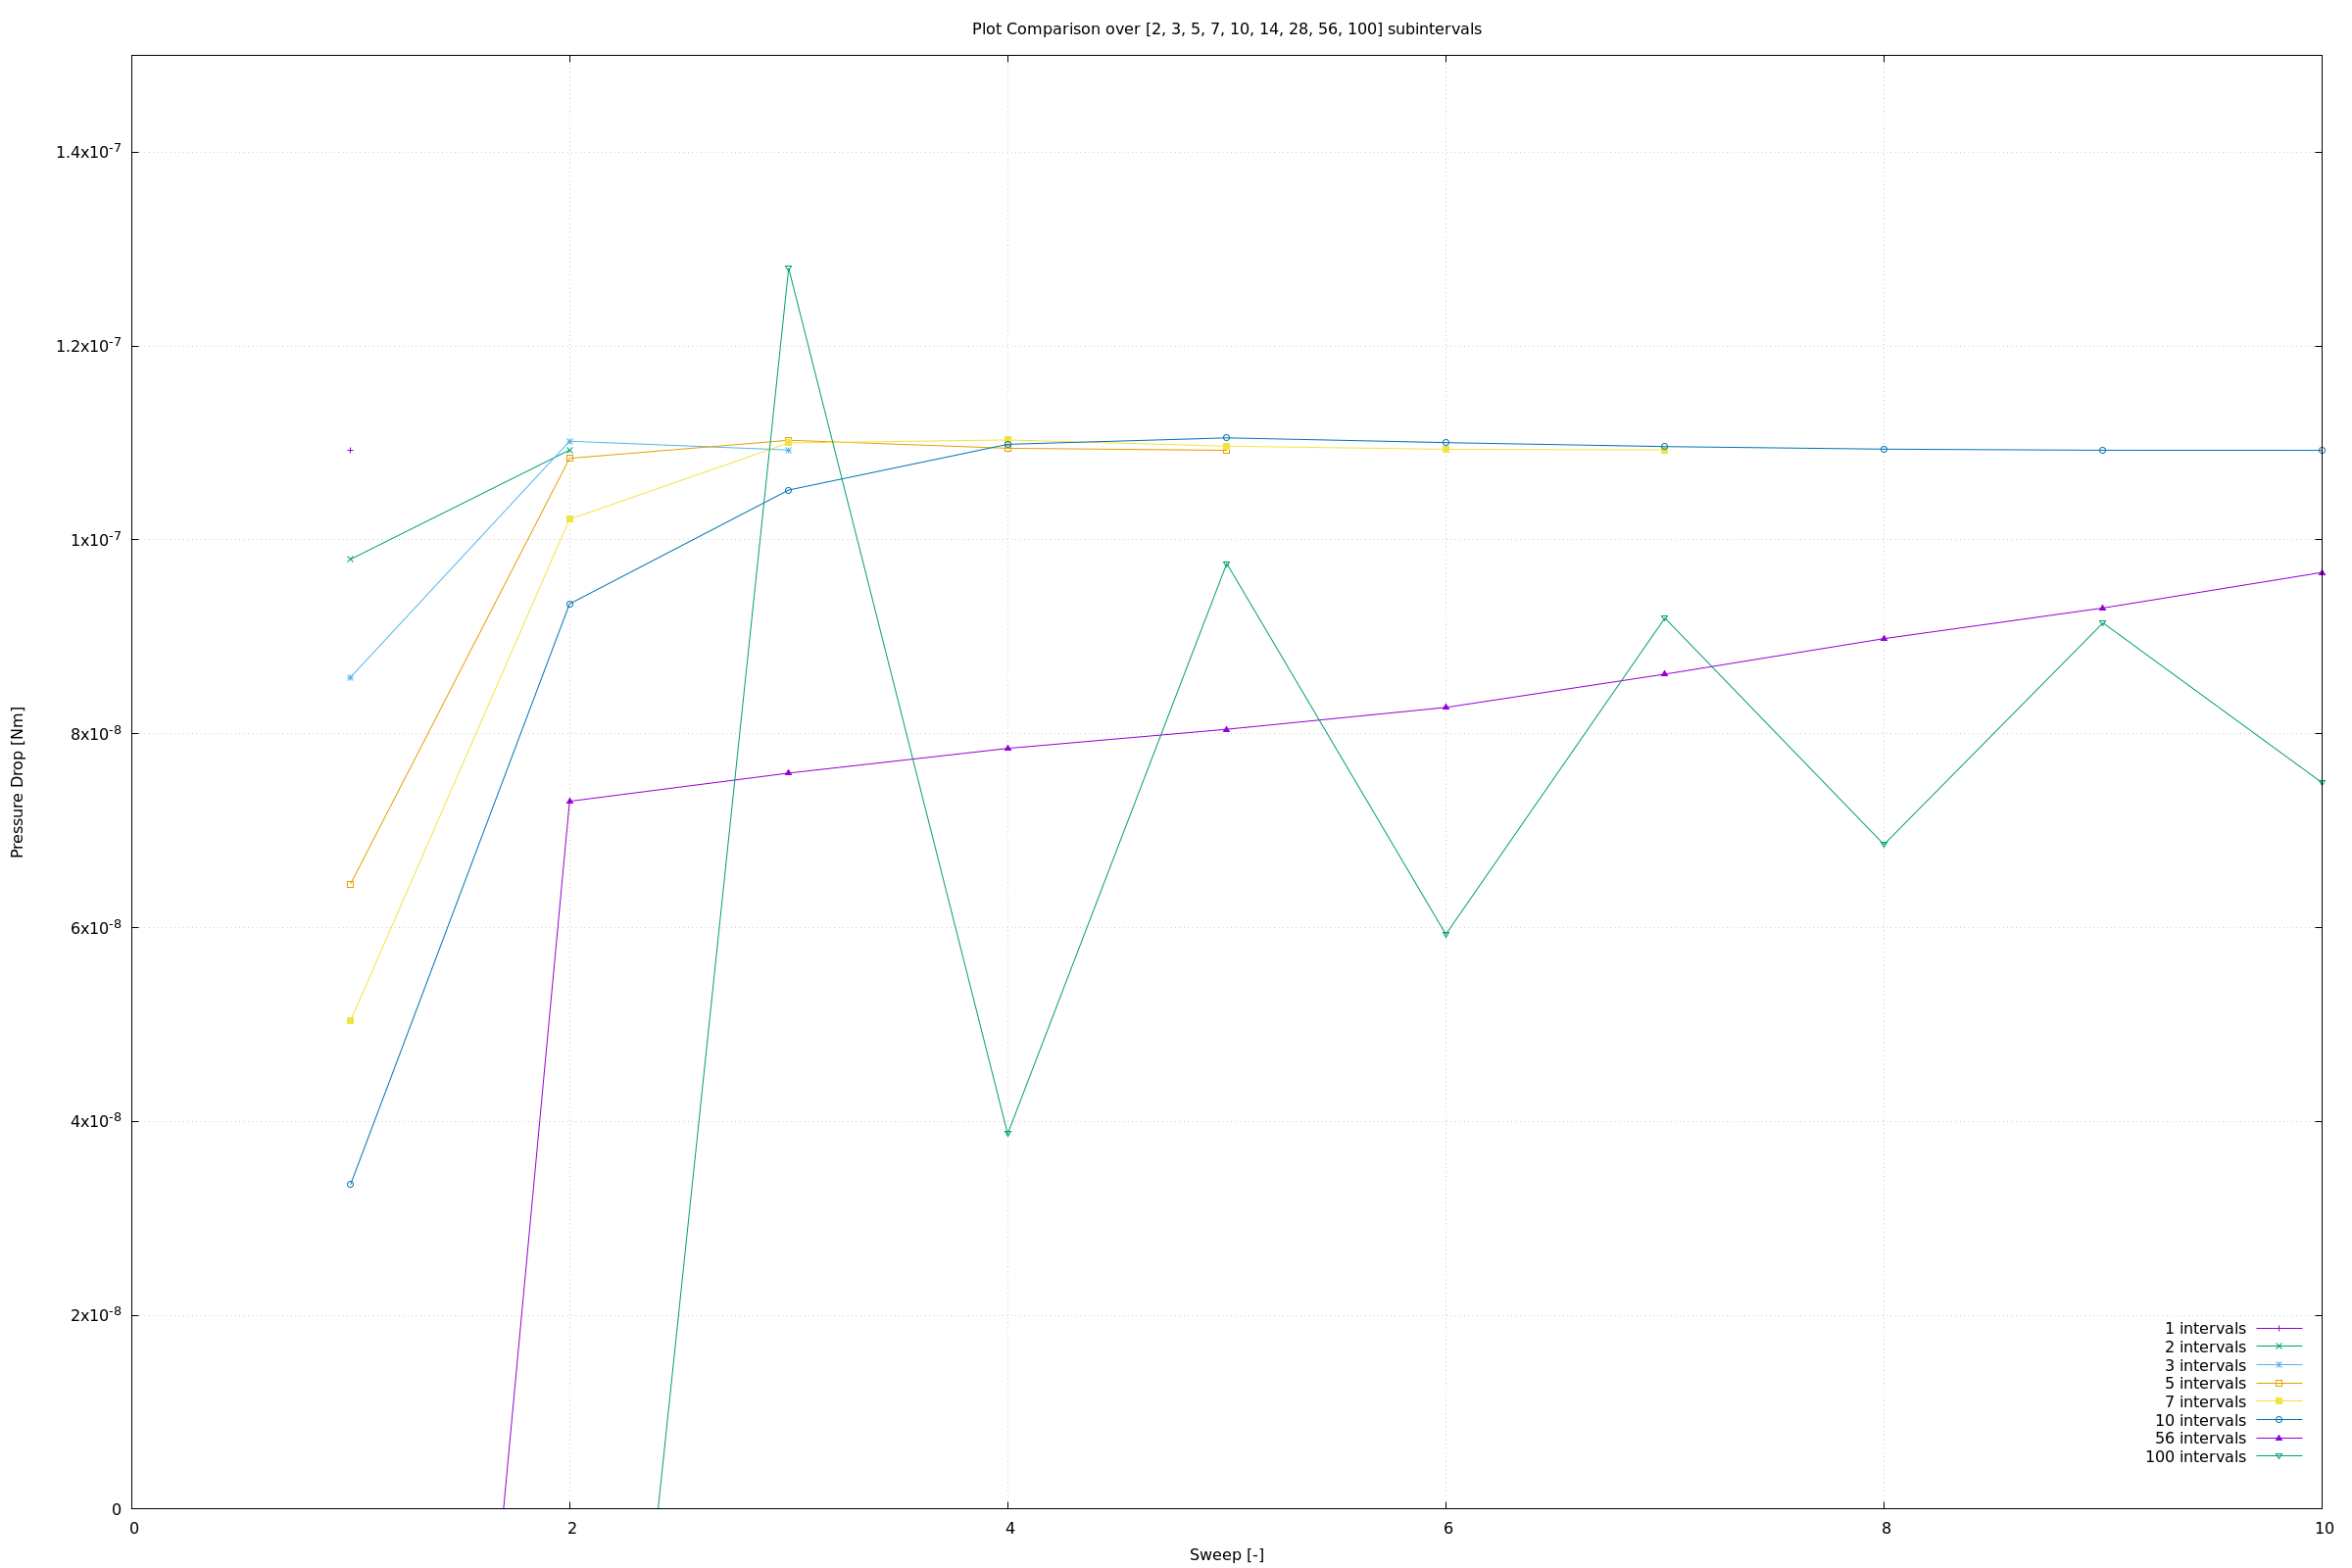 Plot Comparison over [2, 3, 5, 7, 10, 14, 28, 56, 100] subintervals
1.4x10^-7
1.2x10^-7
1x10^-7
8x10^-8
6x10^-8
4x10^-8
2x10^-8
0
Pressure Drop [Nm]
1 intervals
2 intervals
3 intervals
5 intervals
7 intervals
10 intervals
56 intervals
100 intervals
0 2 4 6 8 10
Sweep [-]